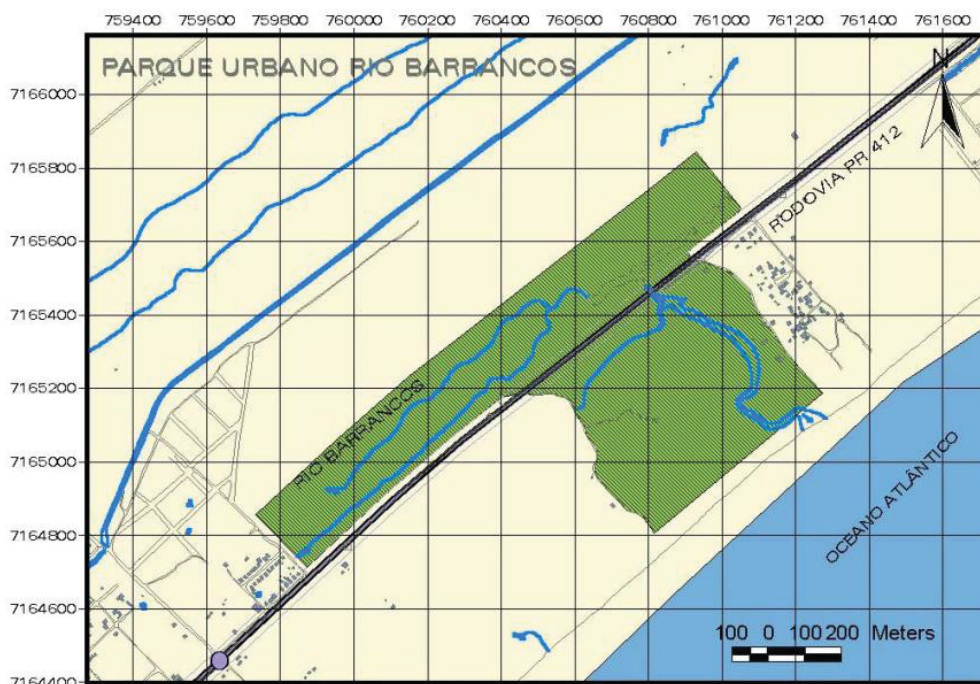 759400 759600 759800 760000 760200 760400 760600 760800 761000 761200 761400 761600
PARQUE URBANO RIO BARRANCOS
N
7166000
7165800
7165600
7165400
7165200
7165000
7164800
7164600
7164400
RODOVIA PR 412
RIO BARRANCOS
OCEANO ATLÂNTICO
100 0 100 200 Meters